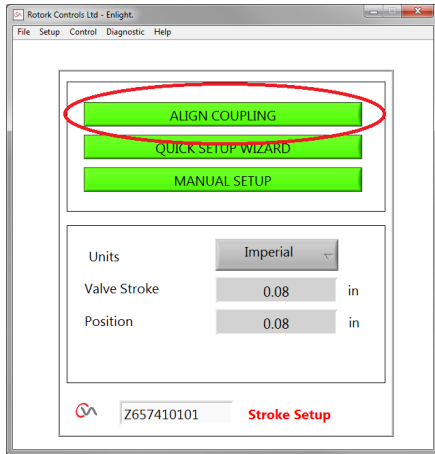 Rotork Controls Ltd - Enlight.
File Setup Control Diagnostic Help
ALIGN COUPLING
QUICK SETUP WIZARD
MANUAL SETUP
Units Imperial
Valve Stroke 0.08 in
Position 0.08 in
Z657410101 Stroke Setup